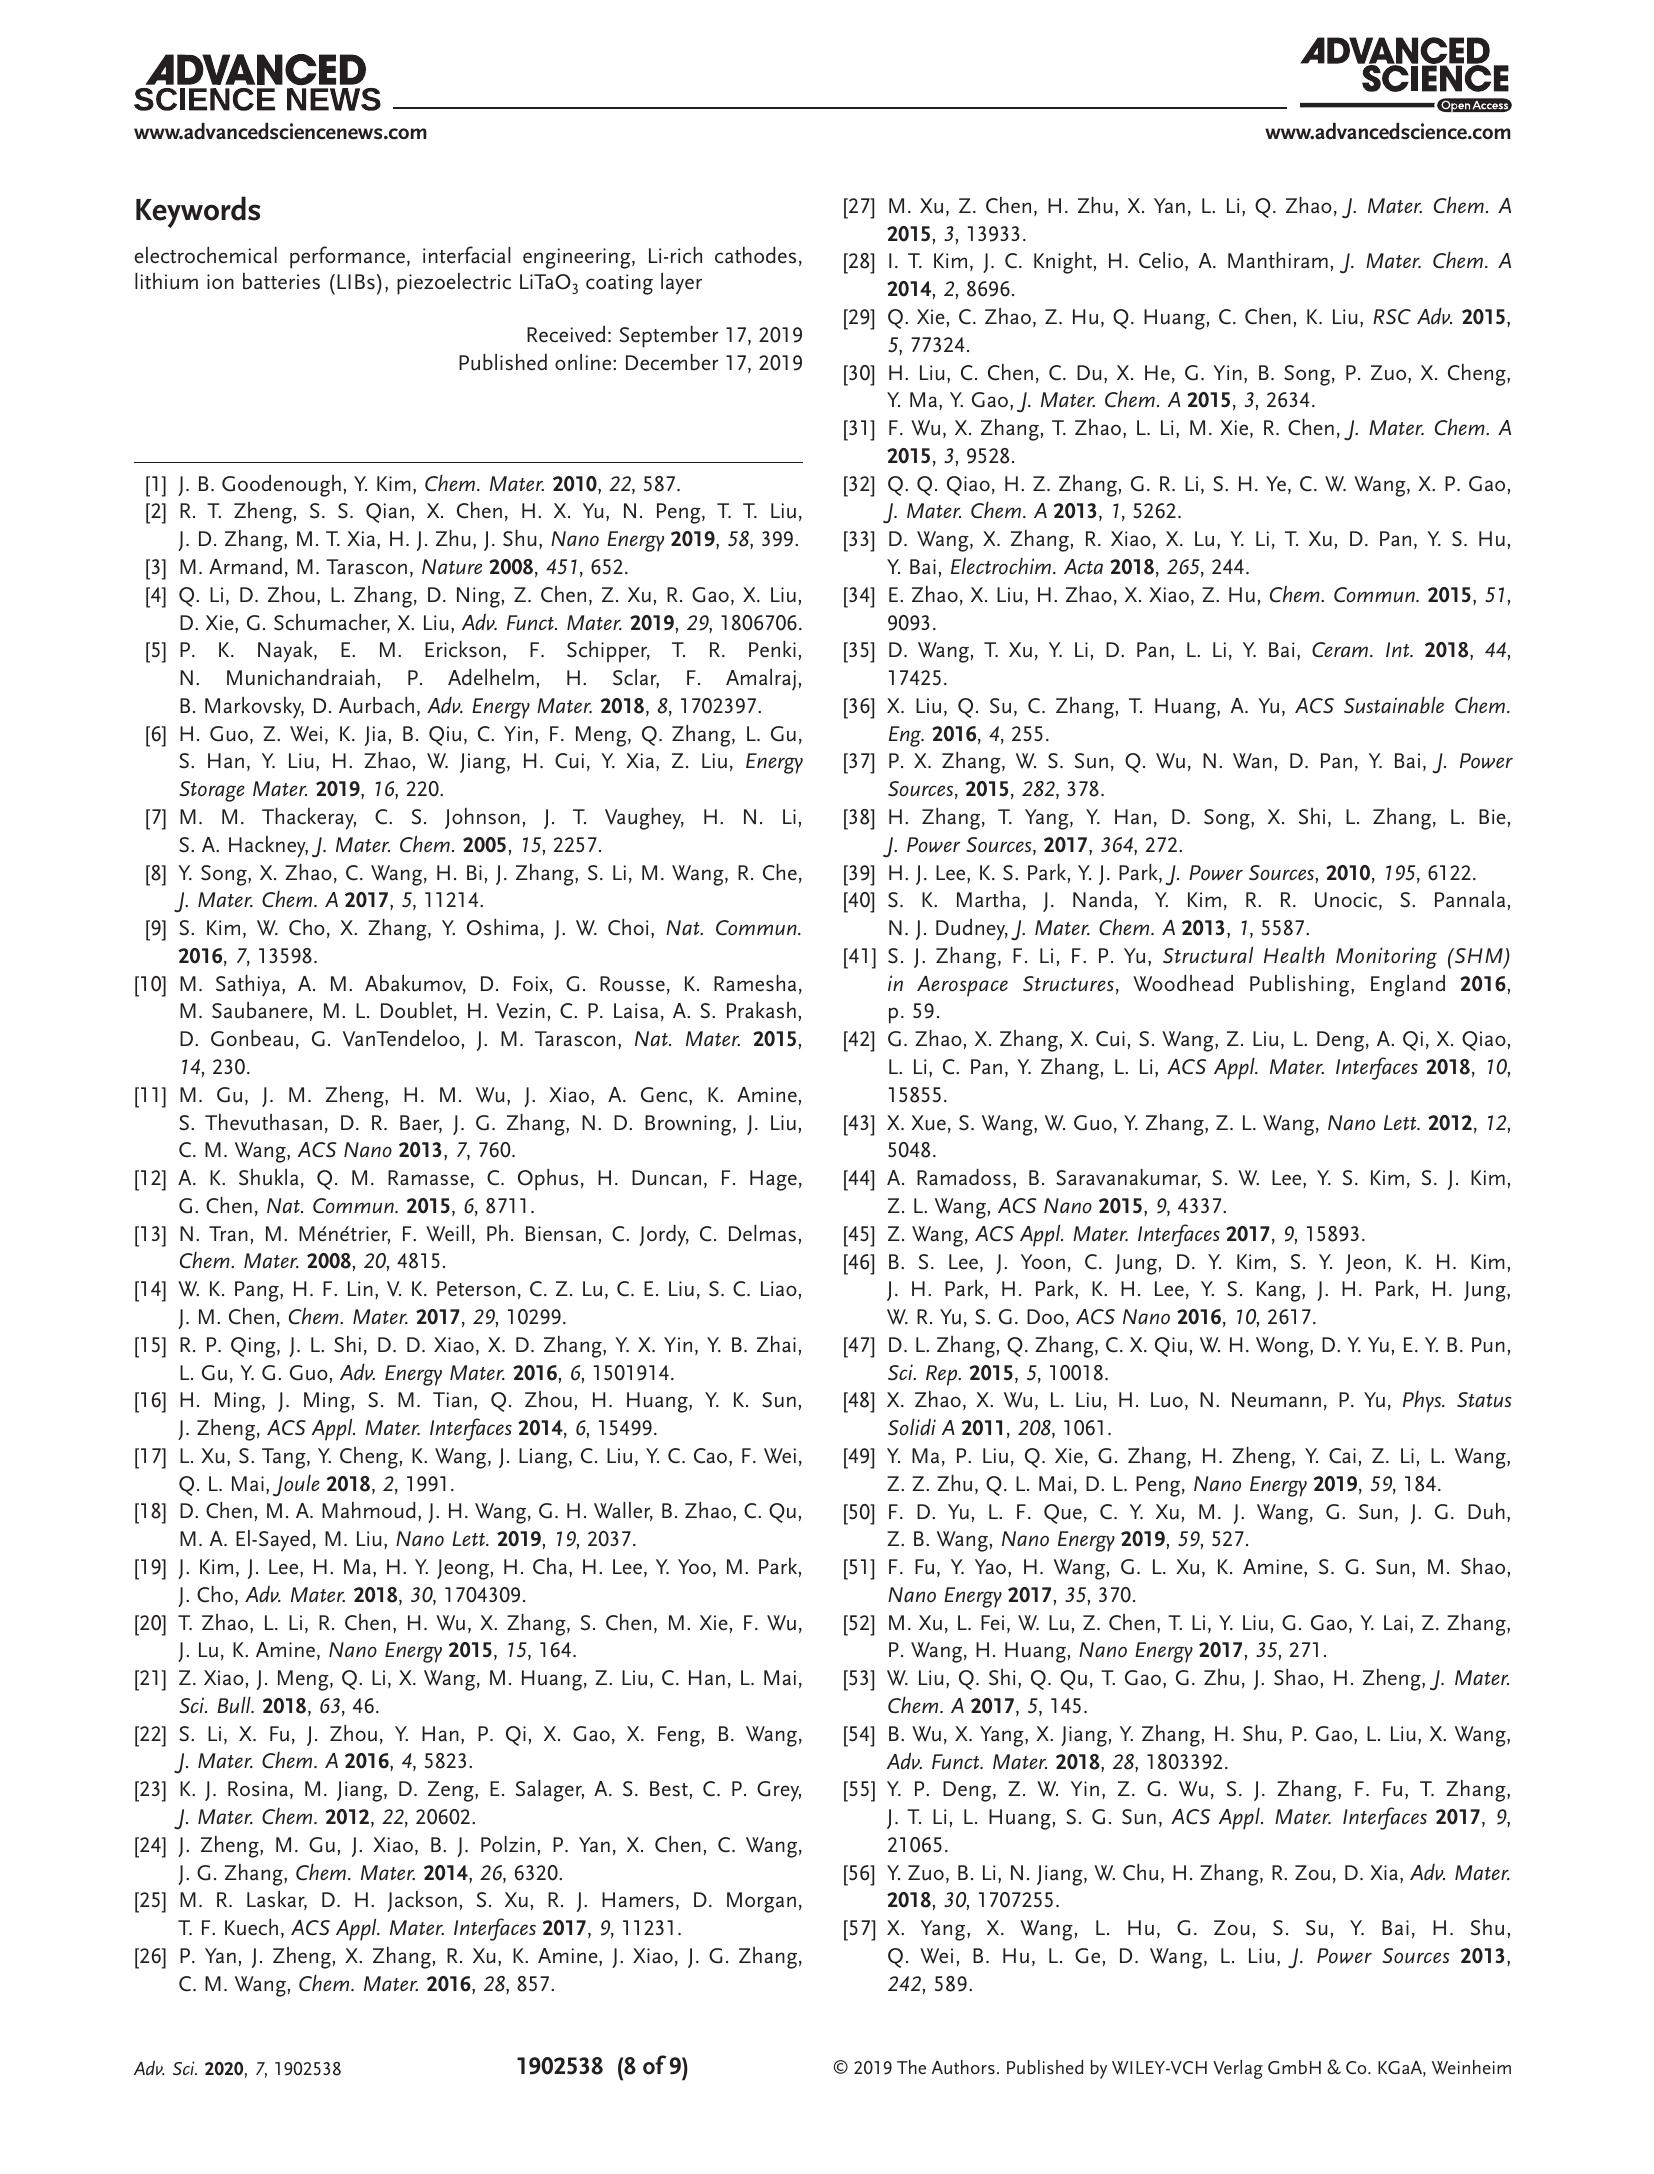 ADVANCED
SCIENCE NEWS
www.advancedsciencenews.com
ADVANCED
SCIENCE
Open Access
www.advancedscience.com
Keywords
electrochemical performance, interfacial engineering, Li-rich cathodes,
lithium ion batteries (LIBs), piezoelectric LiTaO3 coating layer
Received: September 17, 2019
Published online: December 17, 2019
[1] J. B. Goodenough, Y. Kim, Chem. Mater. 2010, 22, 587.
[2] R. T. Zheng, S. S. Qian, X. Chen, H. X. Yu, N. Peng, T. T. Liu,
J. D. Zhang, M. T. Xia, H. J. Zhu, J. Shu, Nano Energy 2019, 58, 399.
[3] M. Armand, M. Tarascon, Nature 2008, 451, 652.
[4] Q. Li, D. Zhou, L. Zhang, D. Ning, Z. Chen, Z. Xu, R. Gao, X. Liu,
D. Xie, G. Schumacher, X. Liu, Adv. Funct. Mater. 2019, 29, 1806706.
[5] P. K. Nayak, E. M. Erickson, F. Schipper, T. R. Penki,
N. Munichandraiah, P. Adelhelm, H. Sclar, F. Amalraj,
B. Markovsky, D. Aurbach, Adv. Energy Mater. 2018, 8, 1702397.
[6] H. Guo, Z. Wei, K. Jia, B. Qiu, C. Yin, F. Meng, Q. Zhang, L. Gu,
S. Han, Y. Liu, H. Zhao, W. Jiang, H. Cui, Y. Xia, Z. Liu, Energy
Storage Mater. 2019, 16, 220.
[7] M. M. Thackeray, C. S. Johnson, J. T. Vaughey, H. N. Li,
S. A. Hackney, J. Mater. Chem. 2005, 15, 2257.
[8] Y. Song, X. Zhao, C. Wang, H. Bi, J. Zhang, S. Li, M. Wang, R. Che,
J. Mater. Chem. A 2017, 5, 11214.
[9] S. Kim, W. Cho, X. Zhang, Y. Oshima, J. W. Choi, Nat. Commun.
2016, 7, 13598.
[10] M. Sathiya, A. M. Abakumov, D. Foix, G. Rousse, K. Ramesha,
M. Saubanere, M. L. Doublet, H. Vezin, C. P. Laisa, A. S. Prakash,
D. Gonbeau, G. VanTendeloo, J. M. Tarascon, Nat. Mater. 2015,
14, 230.
[11] M. Gu, J. M. Zheng, H. M. Wu, J. Xiao, A. Genc, K. Amine,
S. Thevuthasan, D. R. Baer, J. G. Zhang, N. D. Browning, J. Liu,
C. M. Wang, ACS Nano 2013, 7, 760.
[12] A. K. Shukla, Q. M. Ramasse, C. Ophus, H. Duncan, F. Hage,
G. Chen, Nat. Commun. 2015, 6, 8711.
[13] N. Tran, M. Ménétrier, F. Weill, Ph. Biensan, C. Jordy, C. Delmas,
Chem. Mater. 2008, 20, 4815.
[14] W. K. Pang, H. F. Lin, V. K. Peterson, C. Z. Lu, C. E. Liu, S. C. Liao,
J. M. Chen, Chem. Mater. 2017, 29, 10299.
[15] R. P. Qing, J. L. Shi, D. D. Xiao, X. D. Zhang, Y. X. Yin, Y. B. Zhai,
L. Gu, Y. G. Guo, Adv. Energy Mater. 2016, 6, 1501914.
[16] H. Ming, J. Ming, S. M. Tian, Q. Zhou, H. Huang, Y. K. Sun,
J. Zheng, ACS Appl. Mater. Interfaces 2014, 6, 15499.
[17] L. Xu, S. Tang, Y. Cheng, K. Wang, J. Liang, C. Liu, Y. C. Cao, F. Wei,
Q. L. Mai, Joule 2018, 2, 1991.
[18] D. Chen, M. A. Mahmoud, J. H. Wang, G. H. Waller, B. Zhao, C. Qu,
M. A. El-Sayed, M. Liu, Nano Lett. 2019, 19, 2037.
[19] J. Kim, J. Lee, H. Ma, H. Y. Jeong, H. Cha, H. Lee, Y. Yoo, M. Park,
J. Cho, Adv. Mater. 2018, 30, 1704309.
[20] T. Zhao, L. Li, R. Chen, H. Wu, X. Zhang, S. Chen, M. Xie, F. Wu,
J. Lu, K. Amine, Nano Energy 2015, 15, 164.
[21] Z. Xiao, J. Meng, Q. Li, X. Wang, M. Huang, Z. Liu, C. Han, L. Mai,
Sci. Bull. 2018, 63, 46.
[22] S. Li, X. Fu, J. Zhou, Y. Han, P. Qi, X. Gao, X. Feng, B. Wang,
J. Mater. Chem. A 2016, 4, 5823.
[23] K. J. Rosina, M. Jiang, D. Zeng, E. Salager, A. S. Best, C. P. Grey,
J. Mater. Chem. 2012, 22, 20602.
[24] J. Zheng, M. Gu, J. Xiao, B. J. Polzin, P. Yan, X. Chen, C. Wang,
J. G. Zhang, Chem. Mater. 2014, 26, 6320.
[25] M. R. Laskar, D. H. Jackson, S. Xu, R. J. Hamers, D. Morgan,
T. F. Kuech, ACS Appl. Mater. Interfaces 2017, 9, 11231.
[26] P. Yan, J. Zheng, X. Zhang, R. Xu, K. Amine, J. Xiao, J. G. Zhang,
C. M. Wang, Chem. Mater. 2016, 28, 857.
[27] M. Xu, Z. Chen, H. Zhu, X. Yan, L. Li, Q. Zhao, J. Mater. Chem. A
2015, 3, 13933.
[28] I. T. Kim, J. C. Knight, H. Celio, A. Manthiram, J. Mater. Chem. A
2014, 2, 8696.
[29] Q. Xie, C. Zhao, Z. Hu, Q. Huang, C. Chen, K. Liu, RSC Adv. 2015,
5, 77324.
[30] H. Liu, C. Chen, C. Du, X. He, G. Yin, B. Song, P. Zuo, X. Cheng,
Y. Ma, Y. Gao, J. Mater. Chem. A 2015, 3, 2634.
[31] F. Wu, X. Zhang, T. Zhao, L. Li, M. Xie, R. Chen, J. Mater. Chem. A
2015, 3, 9528.
[32] Q. Q. Qiao, H. Z. Zhang, G. R. Li, S. H. Ye, C. W. Wang, X. P. Gao,
J. Mater. Chem. A 2013, 1, 5262.
[33] D. Wang, X. Zhang, R. Xiao, X. Lu, Y. Li, T. Xu, D. Pan, Y. S. Hu,
Y. Bai, Electrochim. Acta 2018, 265, 244.
[34] E. Zhao, X. Liu, H. Zhao, X. Xiao, Z. Hu, Chem. Commun. 2015, 51,
9093.
[35] D. Wang, T. Xu, Y. Li, D. Pan, L. Li, Y. Bai, Ceram. Int. 2018, 44,
17425.
[36] X. Liu, Q. Su, C. Zhang, T. Huang, A. Yu, ACS Sustainable Chem.
Eng. 2016, 4, 255.
[37] P. X. Zhang, W. S. Sun, Q. Wu, N. Wan, D. Pan, Y. Bai, J. Power
Sources, 2015, 282, 378.
[38] H. Zhang, T. Yang, Y. Han, D. Song, X. Shi, L. Zhang, L. Bie,
J. Power Sources, 2017, 364, 272.
[39] H. J. Lee, K. S. Park, Y. J. Park, J. Power Sources, 2010, 195, 6122.
[40] S. K. Martha, J. Nanda, Y. Kim, R. R. Unocic, S. Pannala,
N. J. Dudney, J. Mater. Chem. A 2013, 1, 5587.
[41] S. J. Zhang, F. Li, F. P. Yu, Structural Health Monitoring (SHM)
in Aerospace Structures, Woodhead Publishing, England 2016,
p. 59.
[42] G. Zhao, X. Zhang, X. Cui, S. Wang, Z. Liu, L. Deng, A. Qi, X. Qiao,
L. Li, C. Pan, Y. Zhang, L. Li, ACS Appl. Mater. Interfaces 2018, 10,
15855.
[43] X. Xue, S. Wang, W. Guo, Y. Zhang, Z. L. Wang, Nano Lett. 2012, 12,
5048.
[44] A. Ramadoss, B. Saravanakumar, S. W. Lee, Y. S. Kim, S. J. Kim,
Z. L. Wang, ACS Nano 2015, 9, 4337.
[45] Z. Wang, ACS Appl. Mater. Interfaces 2017, 9, 15893.
[46] B. S. Lee, J. Yoon, C. Jung, D. Y. Kim, S. Y. Jeon, K. H. Kim,
J. H. Park, H. Park, K. H. Lee, Y. S. Kang, J. H. Park, H. Jung,
W. R. Yu, S. G. Doo, ACS Nano 2016, 10, 2617.
[47] D. L. Zhang, Q. Zhang, C. X. Qiu, W. H. Wong, D. Y. Yu, E. Y. B. Pun,
Sci. Rep. 2015, 5, 10018.
[48] X. Zhao, X. Wu, L. Liu, H. Luo, N. Neumann, P. Yu, Phys. Status
Solidi A 2011, 208, 1061.
[49] Y. Ma, P. Liu, Q. Xie, G. Zhang, H. Zheng, Y. Cai, Z. Li, L. Wang,
Z. Z. Zhu, Q. L. Mai, D. L. Peng, Nano Energy 2019, 59, 184.
[50] F. D. Yu, L. F. Que, C. Y. Xu, M. J. Wang, G. Sun, J. G. Duh,
Z. B. Wang, Nano Energy 2019, 59, 527.
[51] F. Fu, Y. Yao, H. Wang, G. L. Xu, K. Amine, S. G. Sun, M. Shao,
Nano Energy 2017, 35, 370.
[52] M. Xu, L. Fei, W. Lu, Z. Chen, T. Li, Y. Liu, G. Gao, Y. Lai, Z. Zhang,
P. Wang, H. Huang, Nano Energy 2017, 35, 271.
[53] W. Liu, Q. Shi, Q. Qu, T. Gao, G. Zhu, J. Shao, H. Zheng, J. Mater.
Chem. A 2017, 5, 145.
[54] B. Wu, X. Yang, X. Jiang, Y. Zhang, H. Shu, P. Gao, L. Liu, X. Wang,
Adv. Funct. Mater. 2018, 28, 1803392.
[55] Y. P. Deng, Z. W. Yin, Z. G. Wu, S. J. Zhang, F. Fu, T. Zhang,
J. T. Li, L. Huang, S. G. Sun, ACS Appl. Mater. Interfaces 2017, 9,
21065.
[56] Y. Zuo, B. Li, N. Jiang, W. Chu, H. Zhang, R. Zou, D. Xia, Adv. Mater.
2018, 30, 1707255.
[57] X. Yang, X. Wang, L. Hu, G. Zou, S. Su, Y. Bai, H. Shu,
Q. Wei, B. Hu, L. Ge, D. Wang, L. Liu, J. Power Sources 2013,
242, 589.
Adv. Sci. 2020, 7, 1902538
1902538 (8 of 9)
© 2019 The Authors. Published by WILEY-VCH Verlag GmbH & Co. KGaA, Weinheim